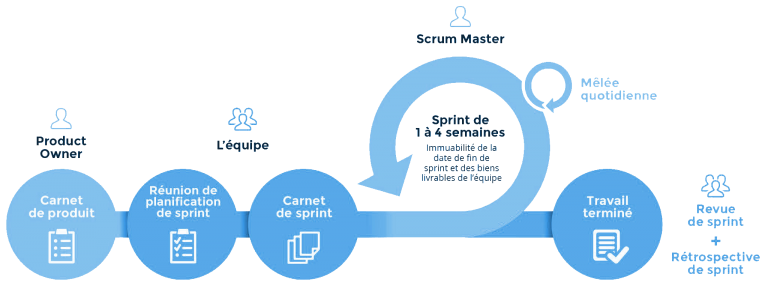 Scrum Master
Mêlée
quotidienne
Product
Owner
L'équipe
Sprint de
1 à 4 semaines
Immuabilité de la
date de fin de
sprint et des biens
livrables de l'équipe
Carnet
de produit
Réunion de
planification
de sprint
Carnet
de sprint
Travail
terminé
Revue
de sprint
+
Rétrospective
de sprint